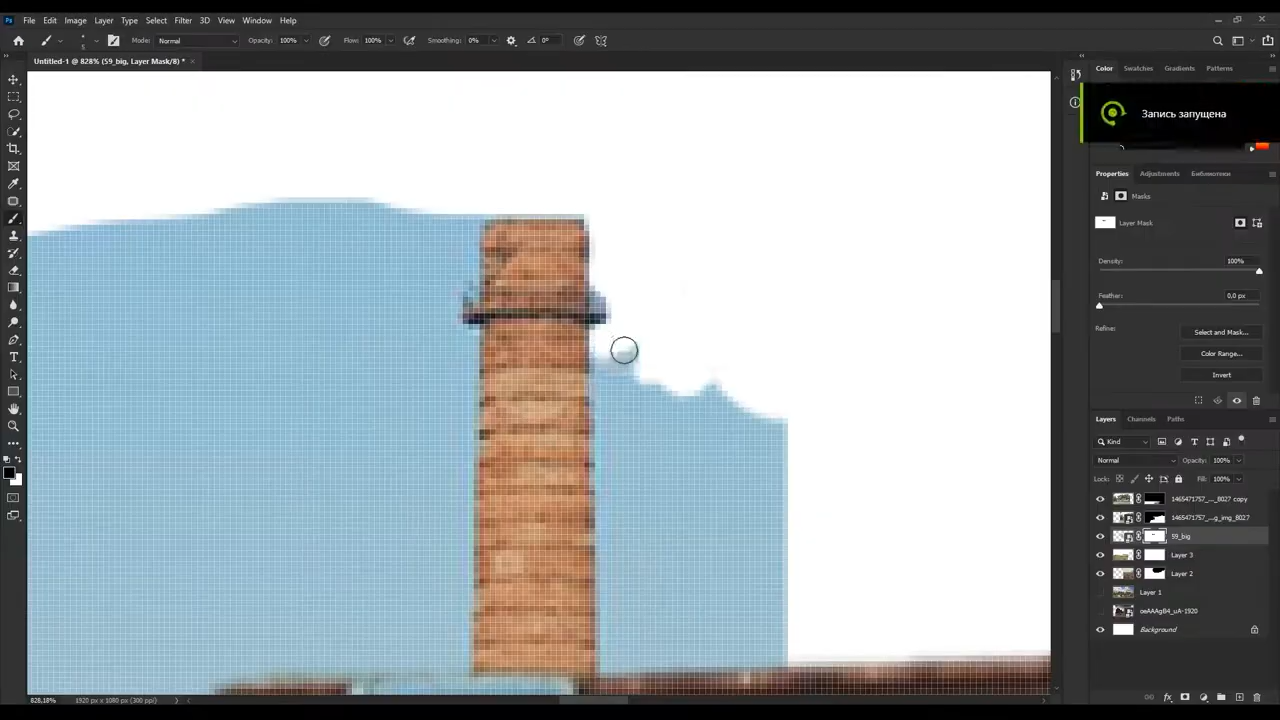 File Edit Image Layer Type Select Filter 3D View Window Help
Mode: Normal Opacity: 100% Flow: 100% Smoothing: 0% 0°
Untitled-1 @ 828% (59_big, Layer Mask/8) *
Color Swatches Gradients Patterns
Запись запущена
Properties Adjustments Библиотеки
Masks
Layer Mask
Density: 100%
Feather: 0,0 px
Refine: Select and Mask...
Color Range...
Invert
Layers Channels Paths
Kind
Normal Opacity: 100%
Lock: Fill: 100%
1465471757_..._8027 copy
1465471757_...g_img_8027
59_big
Layer 3
Layer 2
Layer 1
oeAAAgB4_uA-1920
Background
828,18% 1920 px x 1080 px (300 ppi)